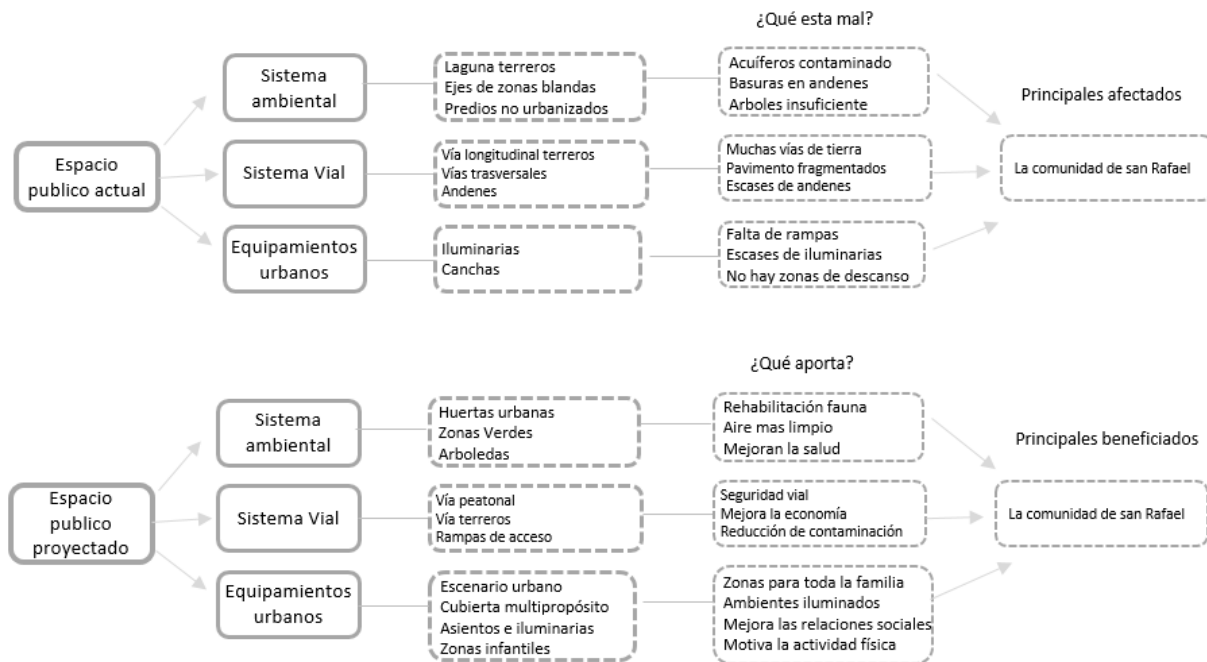 ¿Qué esta mal?
Sistema
ambiental
Laguna terreros
Ejes de zonas blandas
Predios no urbanizados
Acuíferos contaminado
Basuras en andenes
Arboles insuficiente
Principales afectados
Espacio
publico actual
Sistema Vial
Vía longitudinal terreros
Vías trasversales
Andenes
Muchas vías de tierra
Pavimento fragmentados
Escases de andenes
La comunidad de san Rafael
Equipamientos
urbanos
Iluminarias
Canchas
Falta de rampas
Escases de iluminarias
No hay zonas de descanso
¿Qué aporta?
Sistema
ambiental
Huertas urbanas
Zonas Verdes
Arboledas
Rehabilitación fauna
Aire mas limpio
Mejoran la salud
Principales beneficiados
Espacio
publico
proyectado
Sistema Vial
Vía peatonal
Vía terreros
Rampas de acceso
Seguridad vial
Mejora la economía
Reducción de contaminación
La comunidad de san Rafael
Equipamientos
urbanos
Escenario urbano
Cubierta multipropósito
Asientos e iluminarias
Zonas infantiles
Zonas para toda la familia
Ambientes iluminados
Mejora las relaciones sociales
Motiva la actividad física